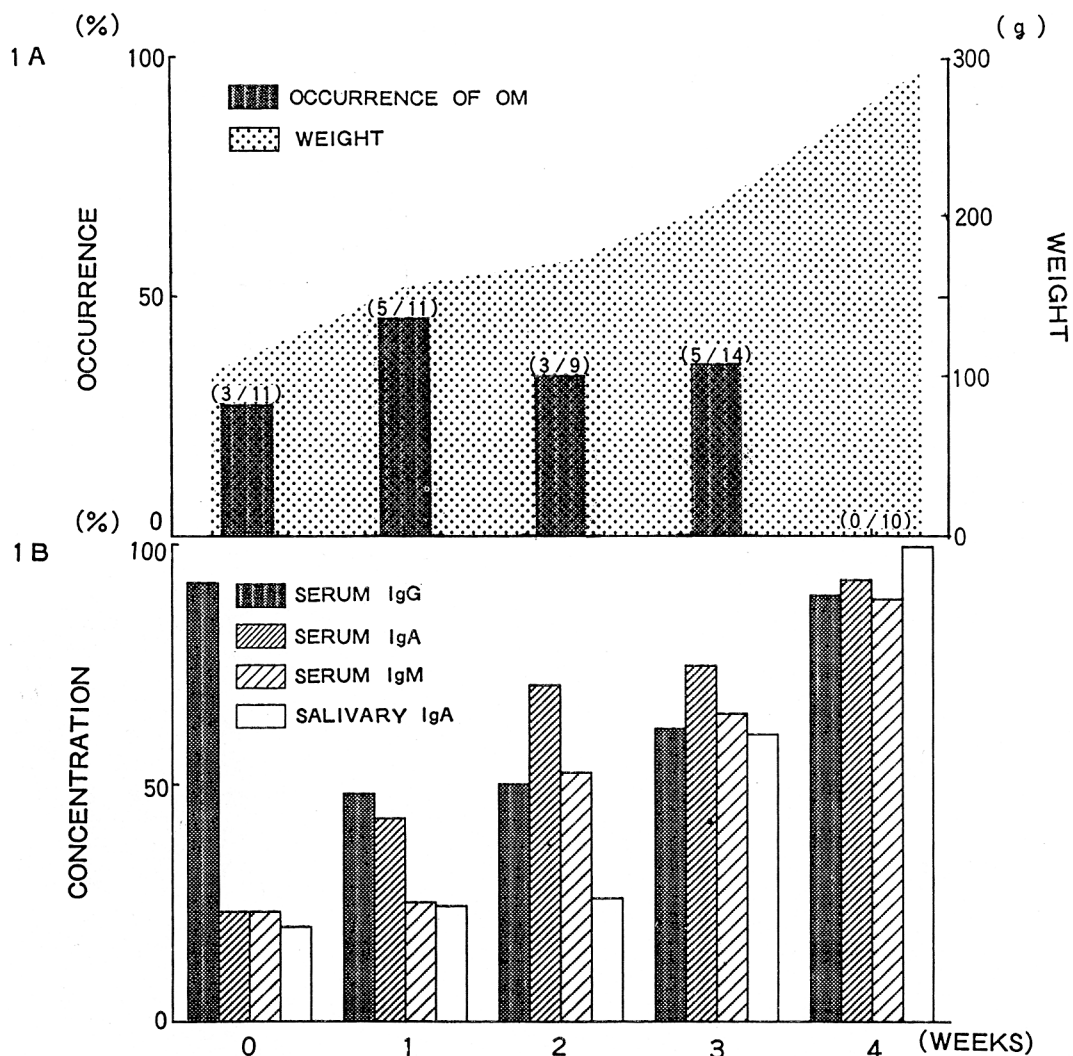 (%) (g)
1A 100 300
OCCURRENCE OF OM
WEIGHT
200
OCCURRENCE WEIGHT
50
(5/11)
(5/14)
(3/9)
(3/11) 100
(%) 0 (0/10) 0
1B 100
SERUM IgG
SERUM IgA
SERUM IgM
SALIVARY IgA
CONCENTRATION
50
0
0 1 2 3 4 (WEEKS)